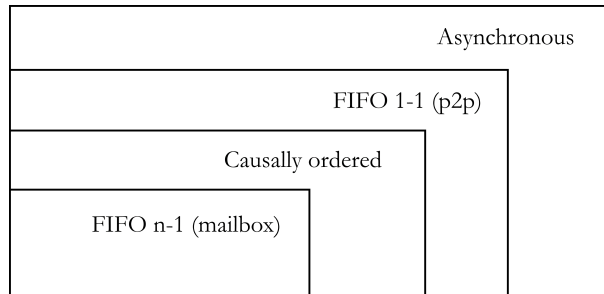 Asynchronous
FIFO 1-1 (p2p)
Causally ordered
FIFO n-1 (mailbox)